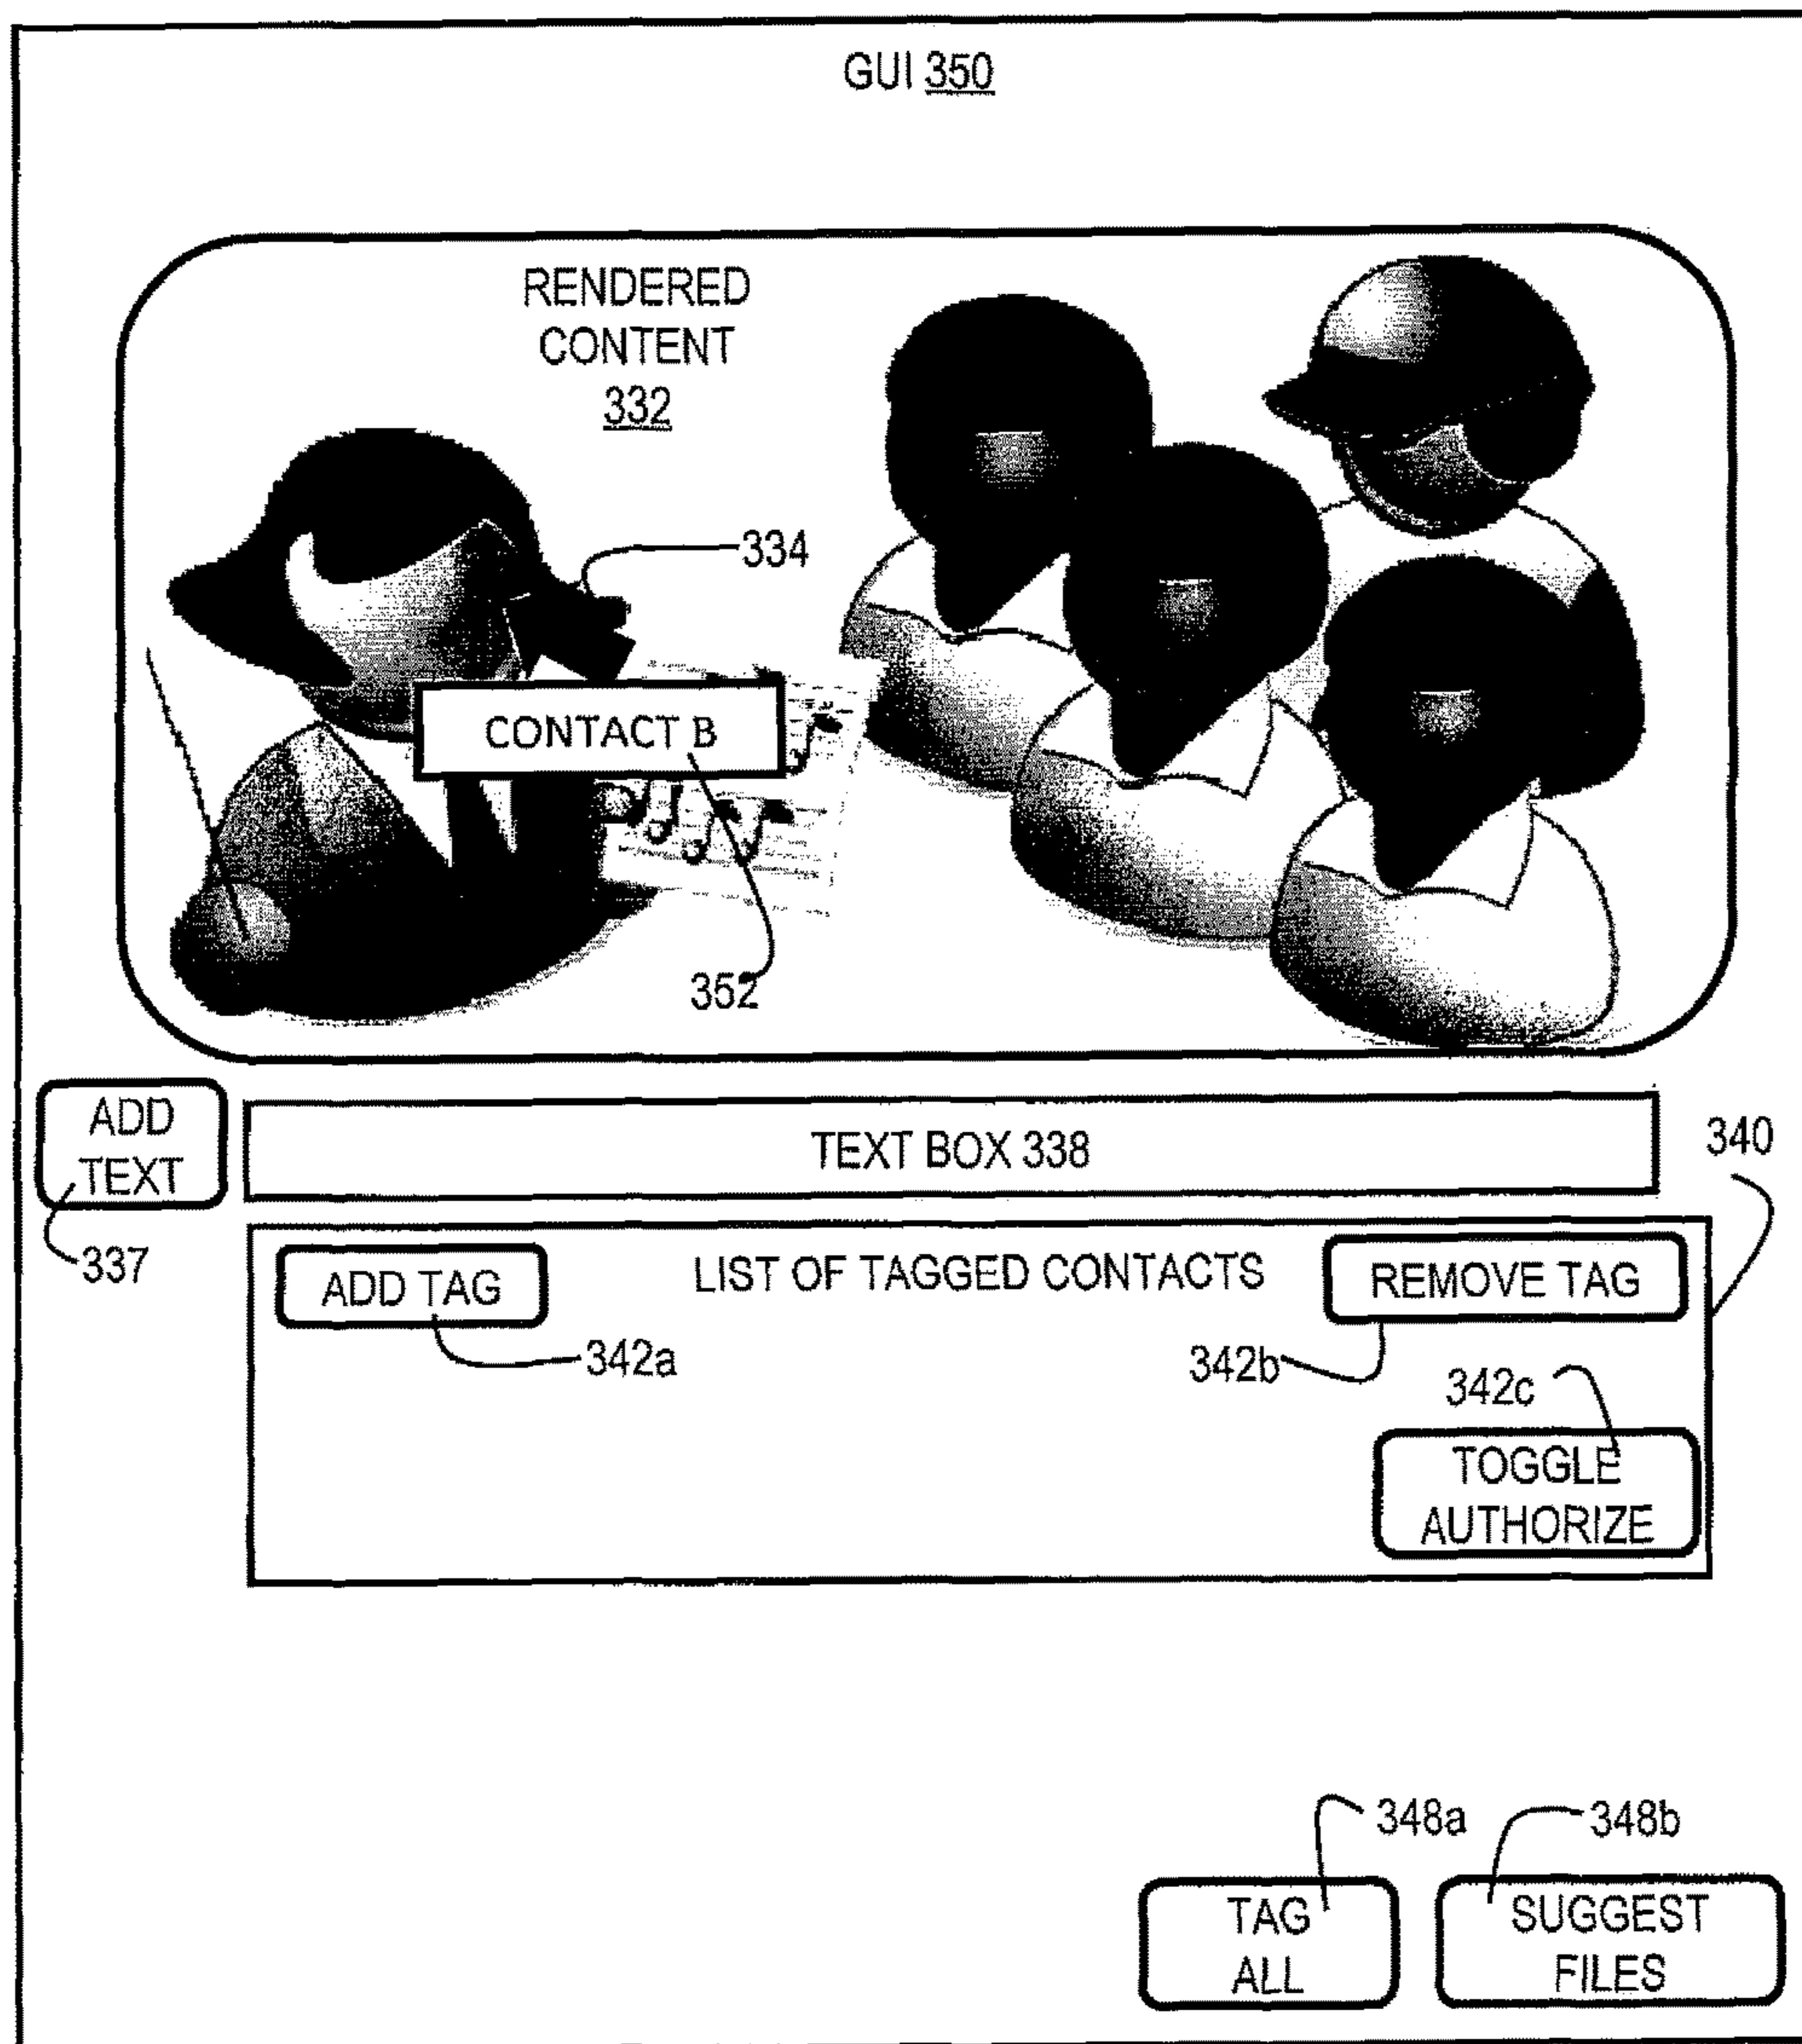 GUI 350
RENDERED
CONTENT
332
334
CONTACT B
352
ADD
TEXT
TEXT BOX 338
340
337
ADD TAG
LIST OF TAGGED CONTACTS
REMOVE TAG
342a
342b
342c
TOGGLE
AUTHORIZE
348a
348b
TAG
ALL
SUGGEST
FILES